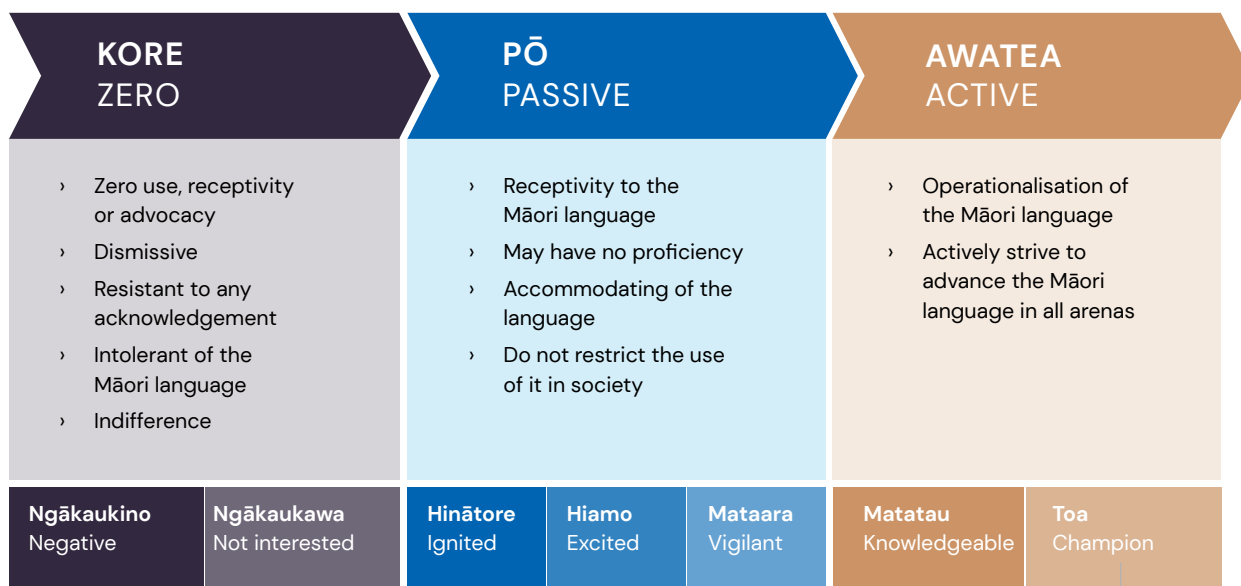 KORE
ZERO
› Zero use, receptivity
or advocacy
› Dismissive
› Resistant to any
acknowledgement
› Intolerant of the
Māori language
› Indifference
Ngākaukino
Negative
Ngākaukawa
Not interested
PŌ
PASSIVE
› Receptivity to the
Māori language
› May have no proficiency
› Accommodating of the
language
› Do not restrict the use
of it in society
Hinātore
Ignited
Hiamo
Excited
Mataara
Vigilant
AWATEA
ACTIVE
› Operationalisation of
the Māori language
› Actively strive to
advance the Māori
language in all arenas
Matatau
Knowledgeable
Toa
Champion